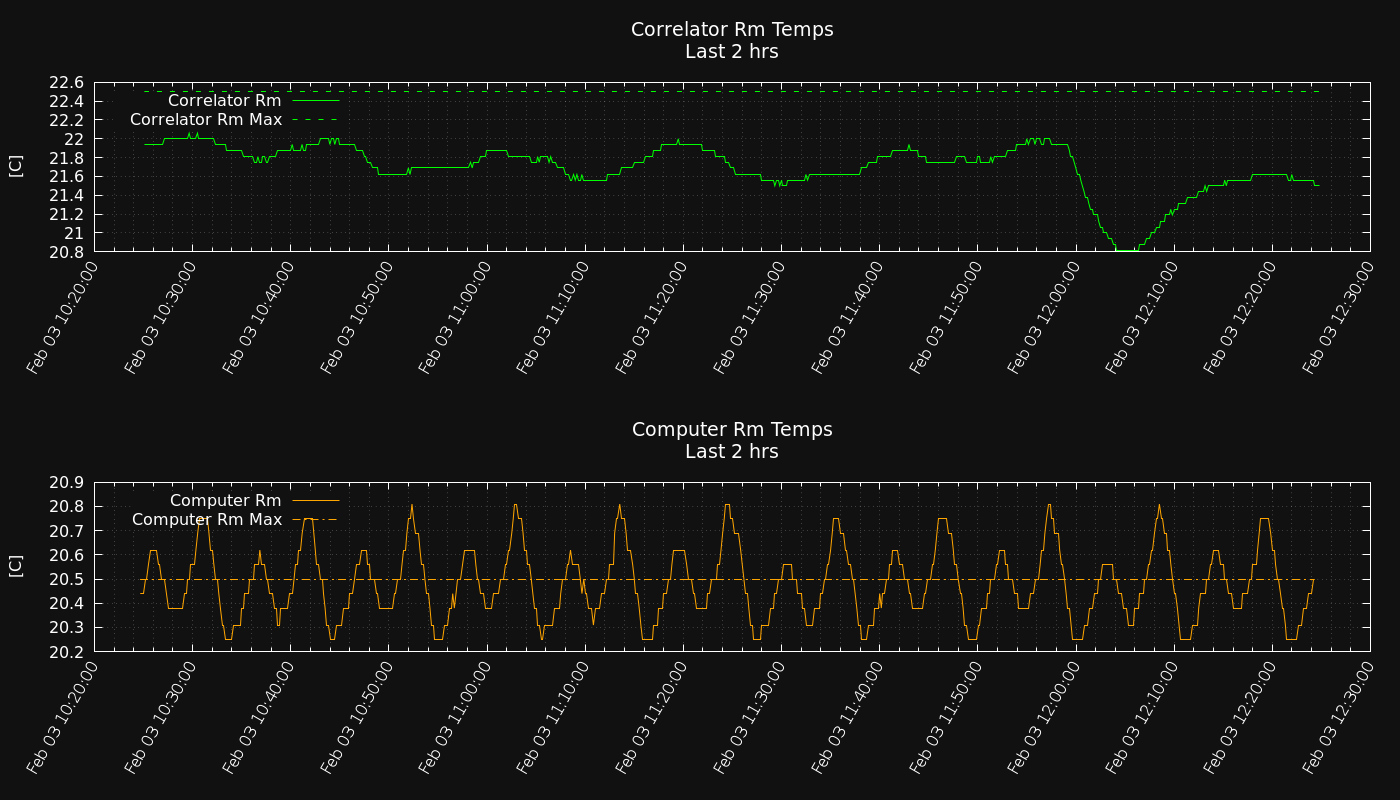 Correlator Rm Temps
Last 2 hrs
22.6
22.4
22.2
22
21.8
21.6
21.4
21.2
21
20.8
[C]
Correlator Rm
Correlator Rm Max
Feb 03 10:20:00
Feb 03 10:30:00
Feb 03 10:40:00
Feb 03 10:50:00
Feb 03 11:00:00
Feb 03 11:10:00
Feb 03 11:20:00
Feb 03 11:30:00
Feb 03 11:40:00
Feb 03 11:50:00
Feb 03 12:00:00
Feb 03 12:10:00
Feb 03 12:20:00
Feb 03 12:30:00
Computer Rm Temps
Last 2 hrs
20.9
20.8
20.7
20.6
20.5
20.4
20.3
20.2
[C]
Computer Rm
Computer Rm Max
Feb 03 10:20:00
Feb 03 10:30:00
Feb 03 10:40:00
Feb 03 10:50:00
Feb 03 11:00:00
Feb 03 11:10:00
Feb 03 11:20:00
Feb 03 11:30:00
Feb 03 11:40:00
Feb 03 11:50:00
Feb 03 12:00:00
Feb 03 12:10:00
Feb 03 12:20:00
Feb 03 12:30:00